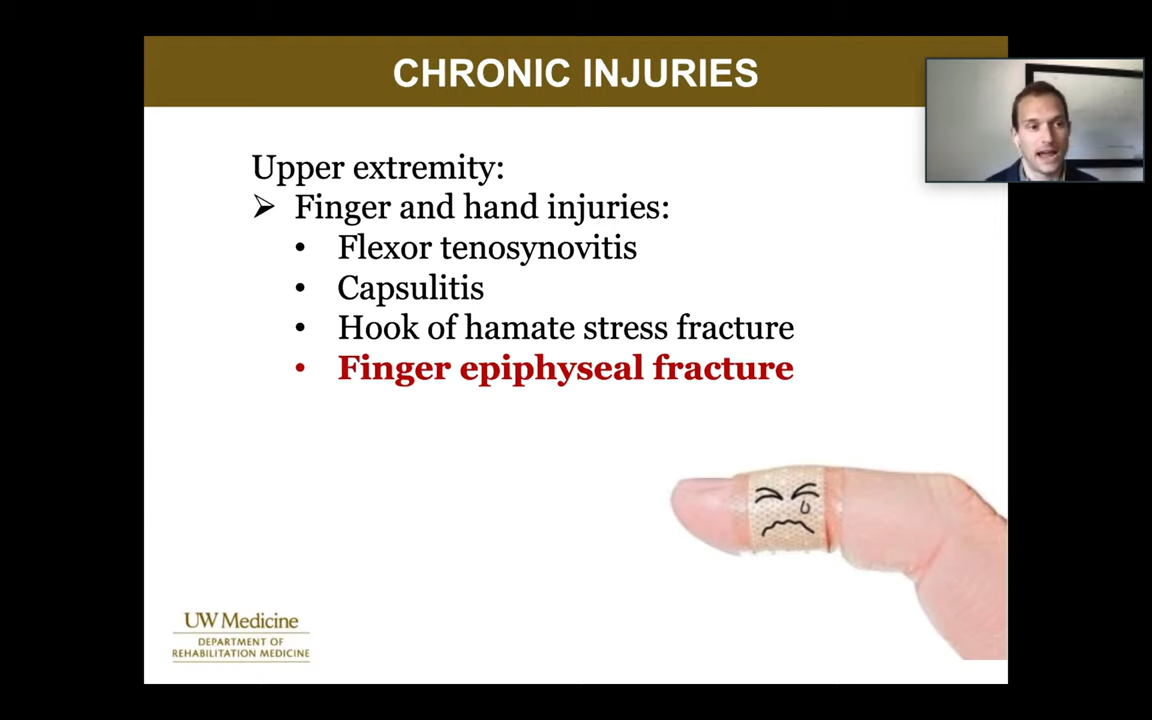 CHRONIC INJURIES
Upper extremity:
➢ Finger and hand injuries:
• Flexor tenosynovitis
• Capsulitis
• Hook of hamate stress fracture
• Finger epiphyseal fracture
UW Medicine
DEPARTMENT OF
REHABILITATION MEDICINE